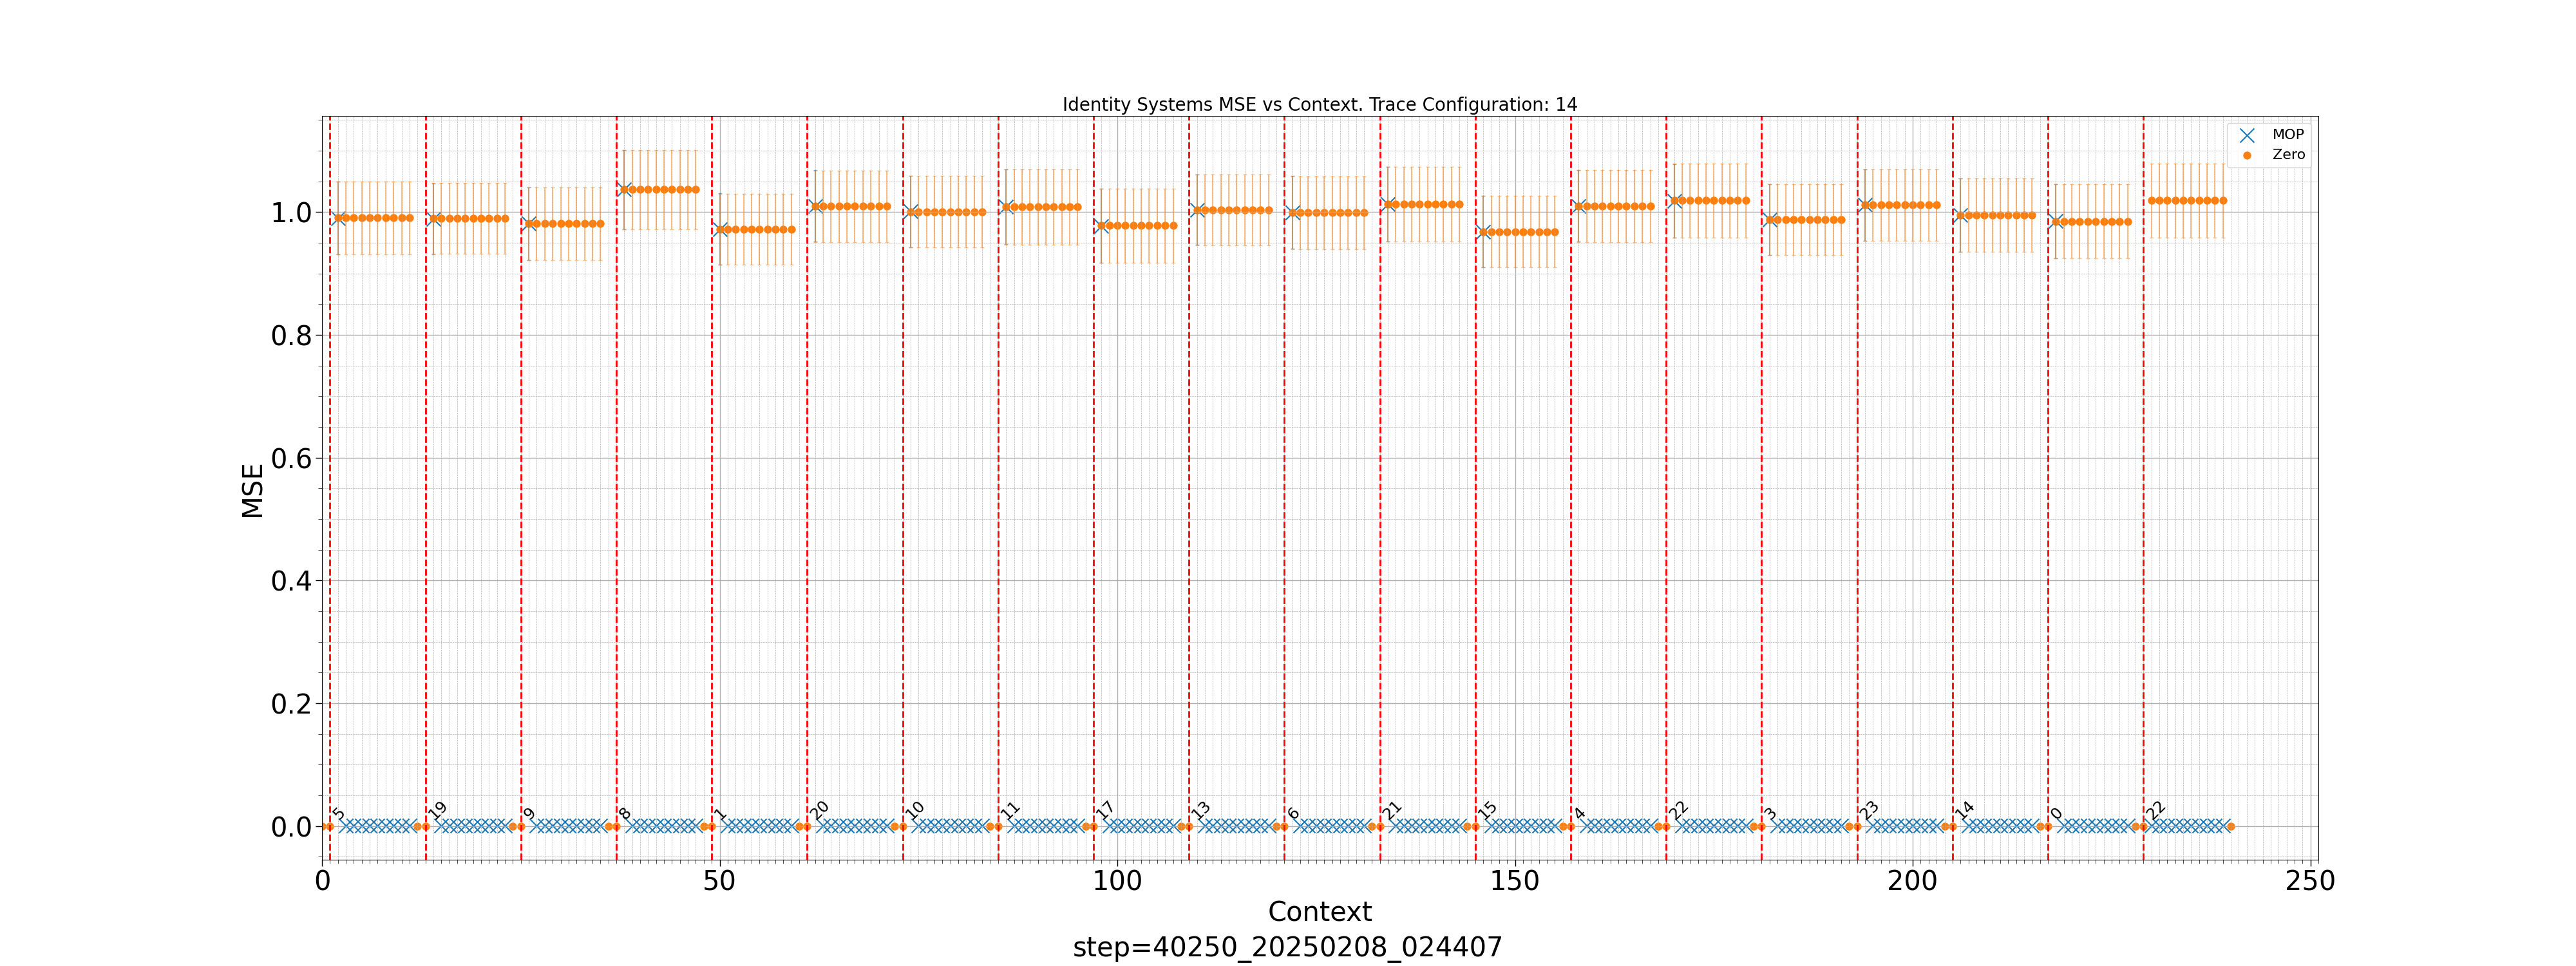 Identity Systems MSE vs Context. Trace Configuration: 14
MOP
Zero
1.0
0.8
0.6
0.4
0.2
0.0
MSE
5 19 9 8 1 20 10 11 17 13 6 21 15 4 22 3 23 14 0 22
0 50 100 150 200 250
Context
step=40250_20250208_024407